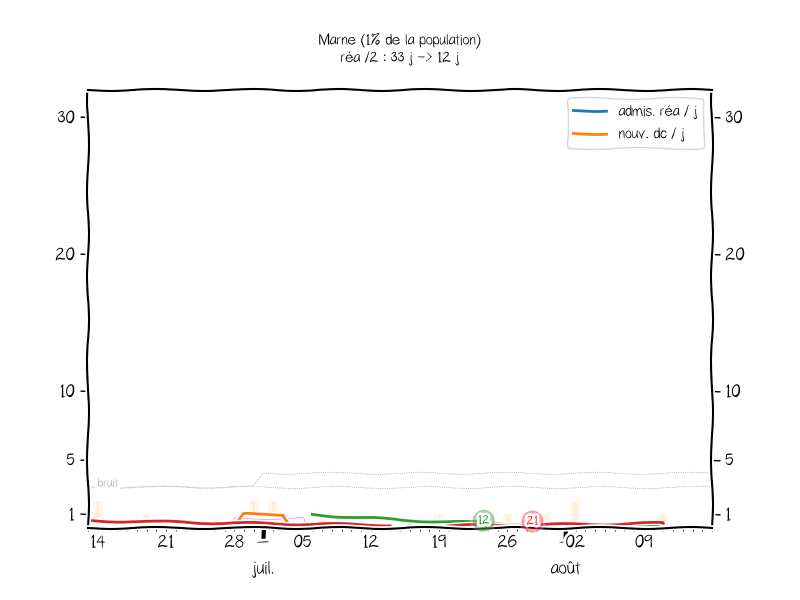 Marne (1% de la population)
réa /2 : 33 j -> 12 j
admis. réa / j
nouv. dc / j
30
30
20
20
10
10
5
5
bruit
1
1
12
21
14 21 28 05 12 19 26 02 09
juil. août